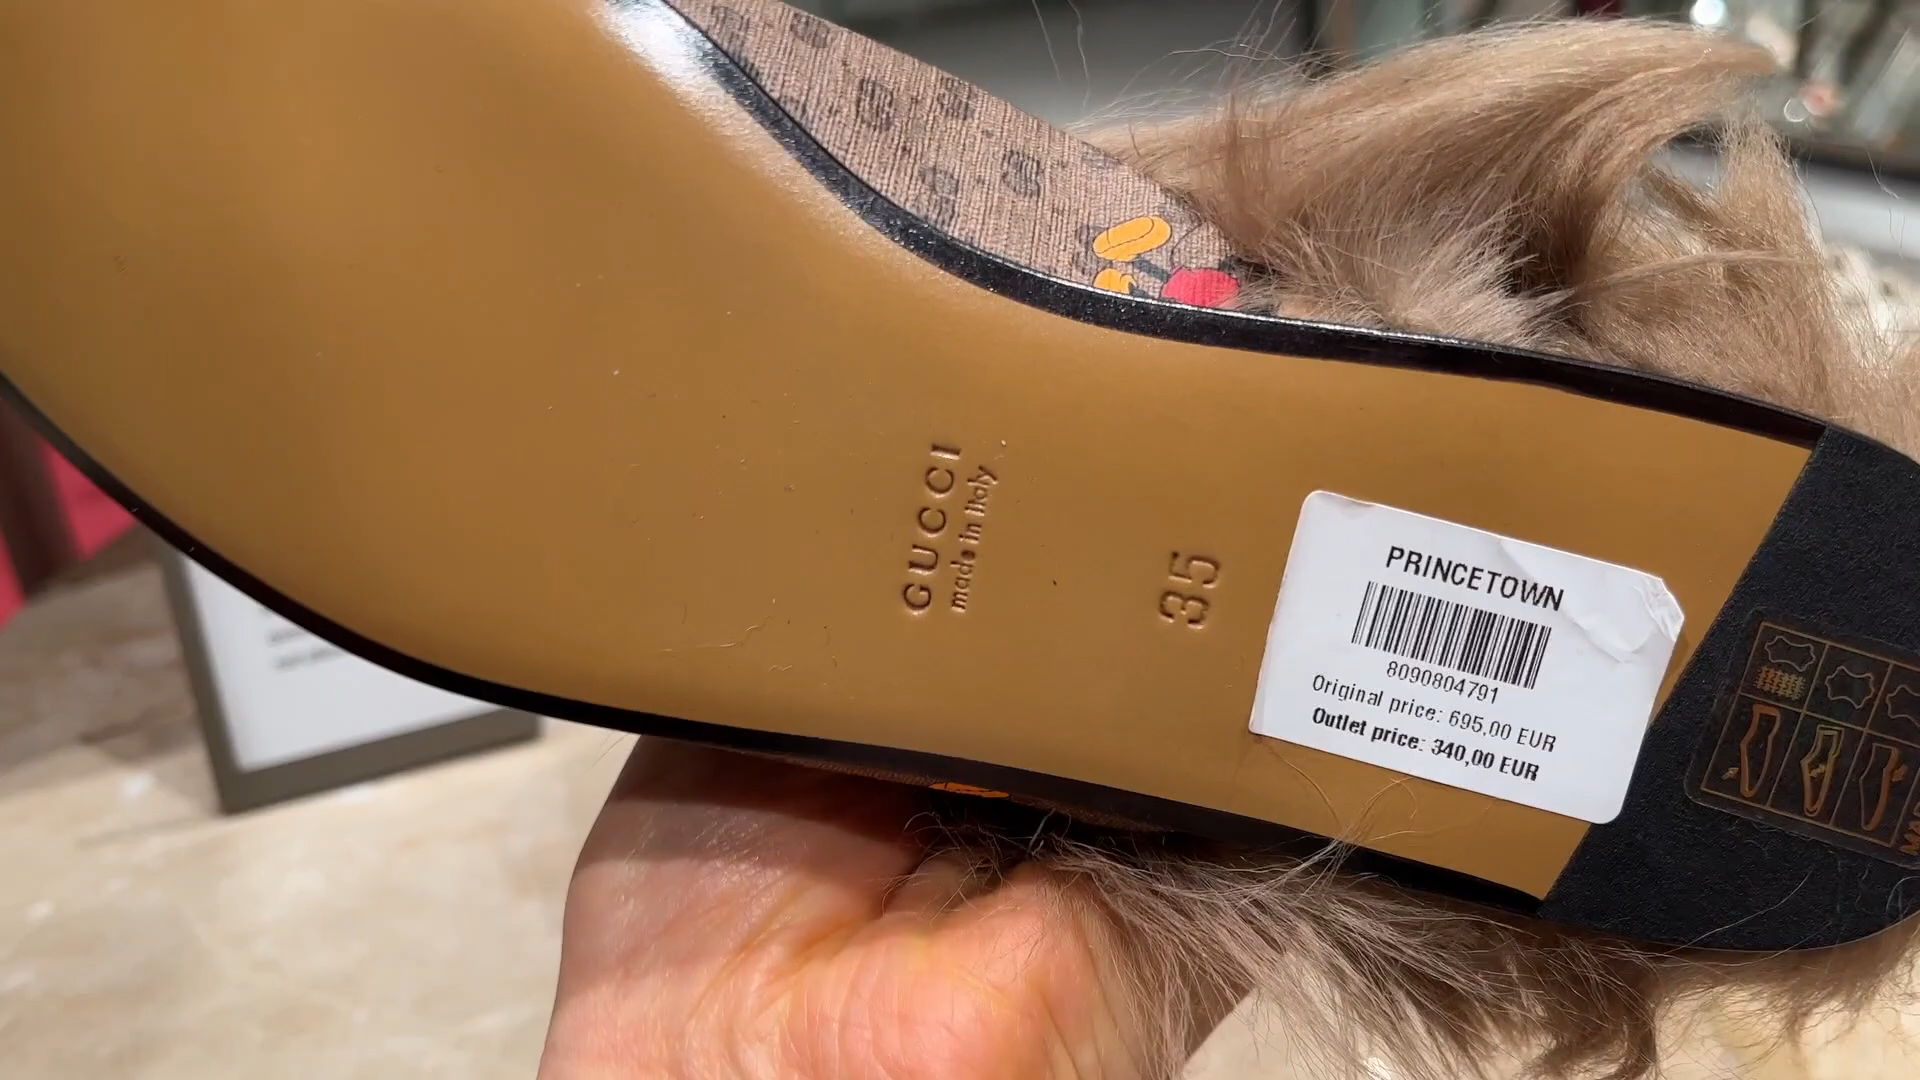 GUCCI
made in Italy
35
PRINCETOWN
8090804791
Original price: 695,00 EUR
Outlet price: 340,00 EUR